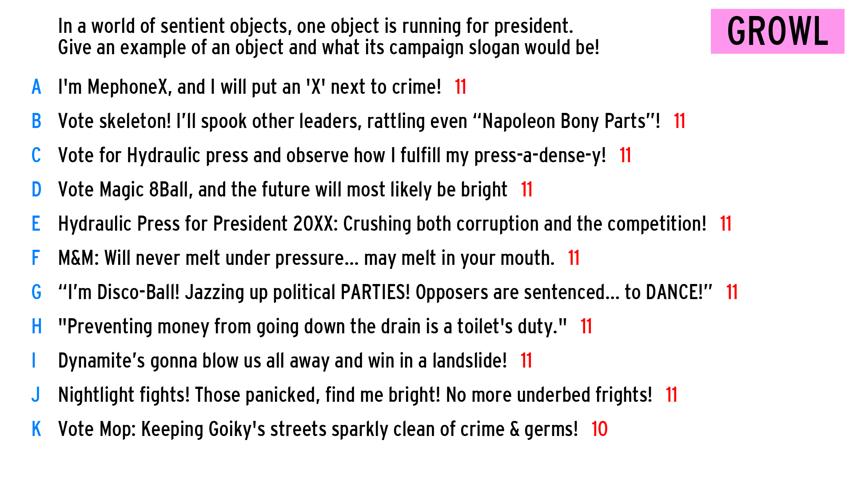 In a world of sentient objects, one object is running for president.
Give an example of an object and what its campaign slogan would be!
GROWL
A I'm MephoneX, and I will put an 'X' next to crime! 11
B Vote skeleton! I’ll spook other leaders, rattling even “Napoleon Bony Parts”! 11
C Vote for Hydraulic press and observe how I fulfill my press-a-dense-y! 11
D Vote Magic 8Ball, and the future will most likely be bright 11
E Hydraulic Press for President 20XX: Crushing both corruption and the competition! 11
F M&M: Will never melt under pressure... may melt in your mouth. 11
G “I’m Disco-Ball! Jazzing up political PARTIES! Opposers are sentenced... to DANCE!” 11
H "Preventing money from going down the drain is a toilet's duty." 11
I Dynamite’s gonna blow us all away and win in a landslide! 11
J Nightlight fights! Those panicked, find me bright! No more underbed frights! 11
K Vote Mop: Keeping Goiky's streets sparkly clean of crime & germs! 10